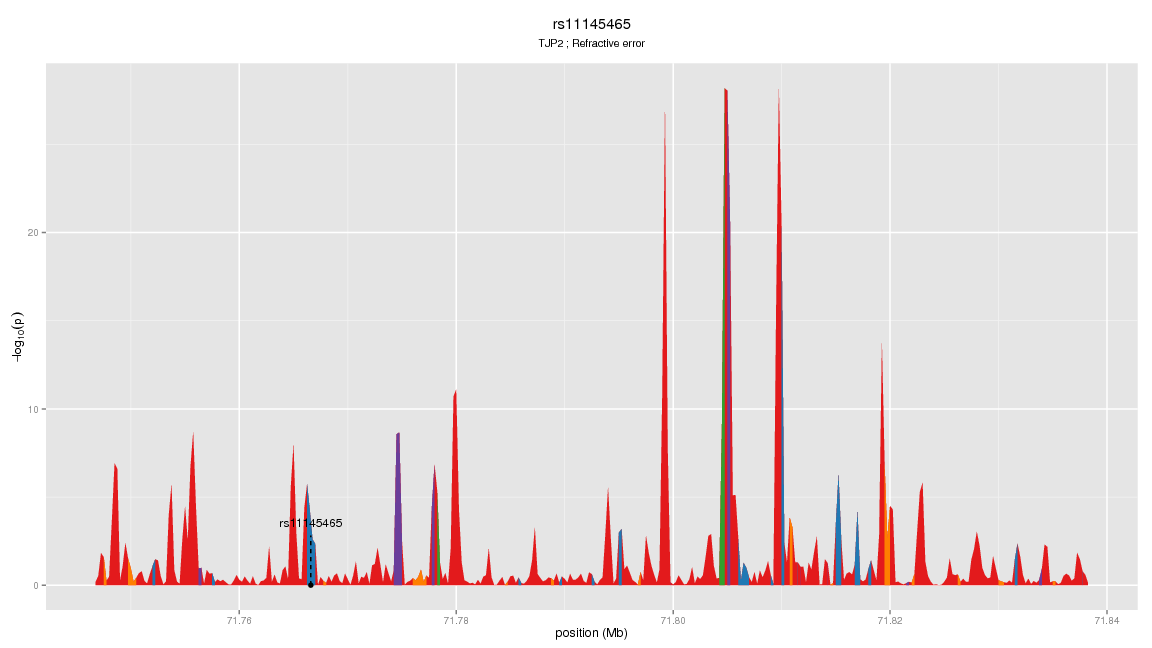 rs11145465
TJP2 ; Refractive error
20
10
0
−log10(p)
rs11145465
71.76
71.78
71.80
71.82
71.84
position (Mb)